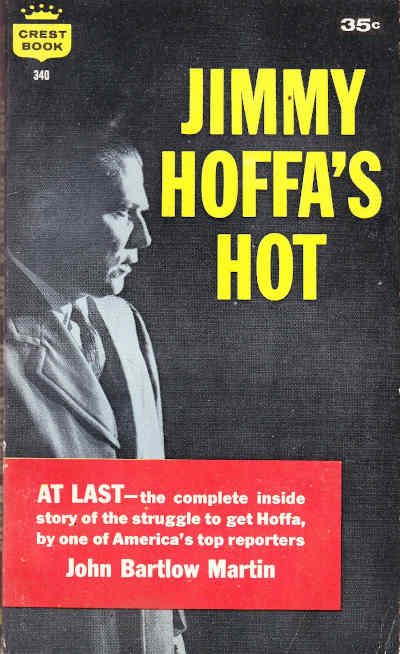 CREST
BOOK
340
35c
JIMMY
HOFFA'S
HOT
AT LAST—the complete inside
story of the struggle to get Hoffa,
by one of America's top reporters
John Bartlow Martin